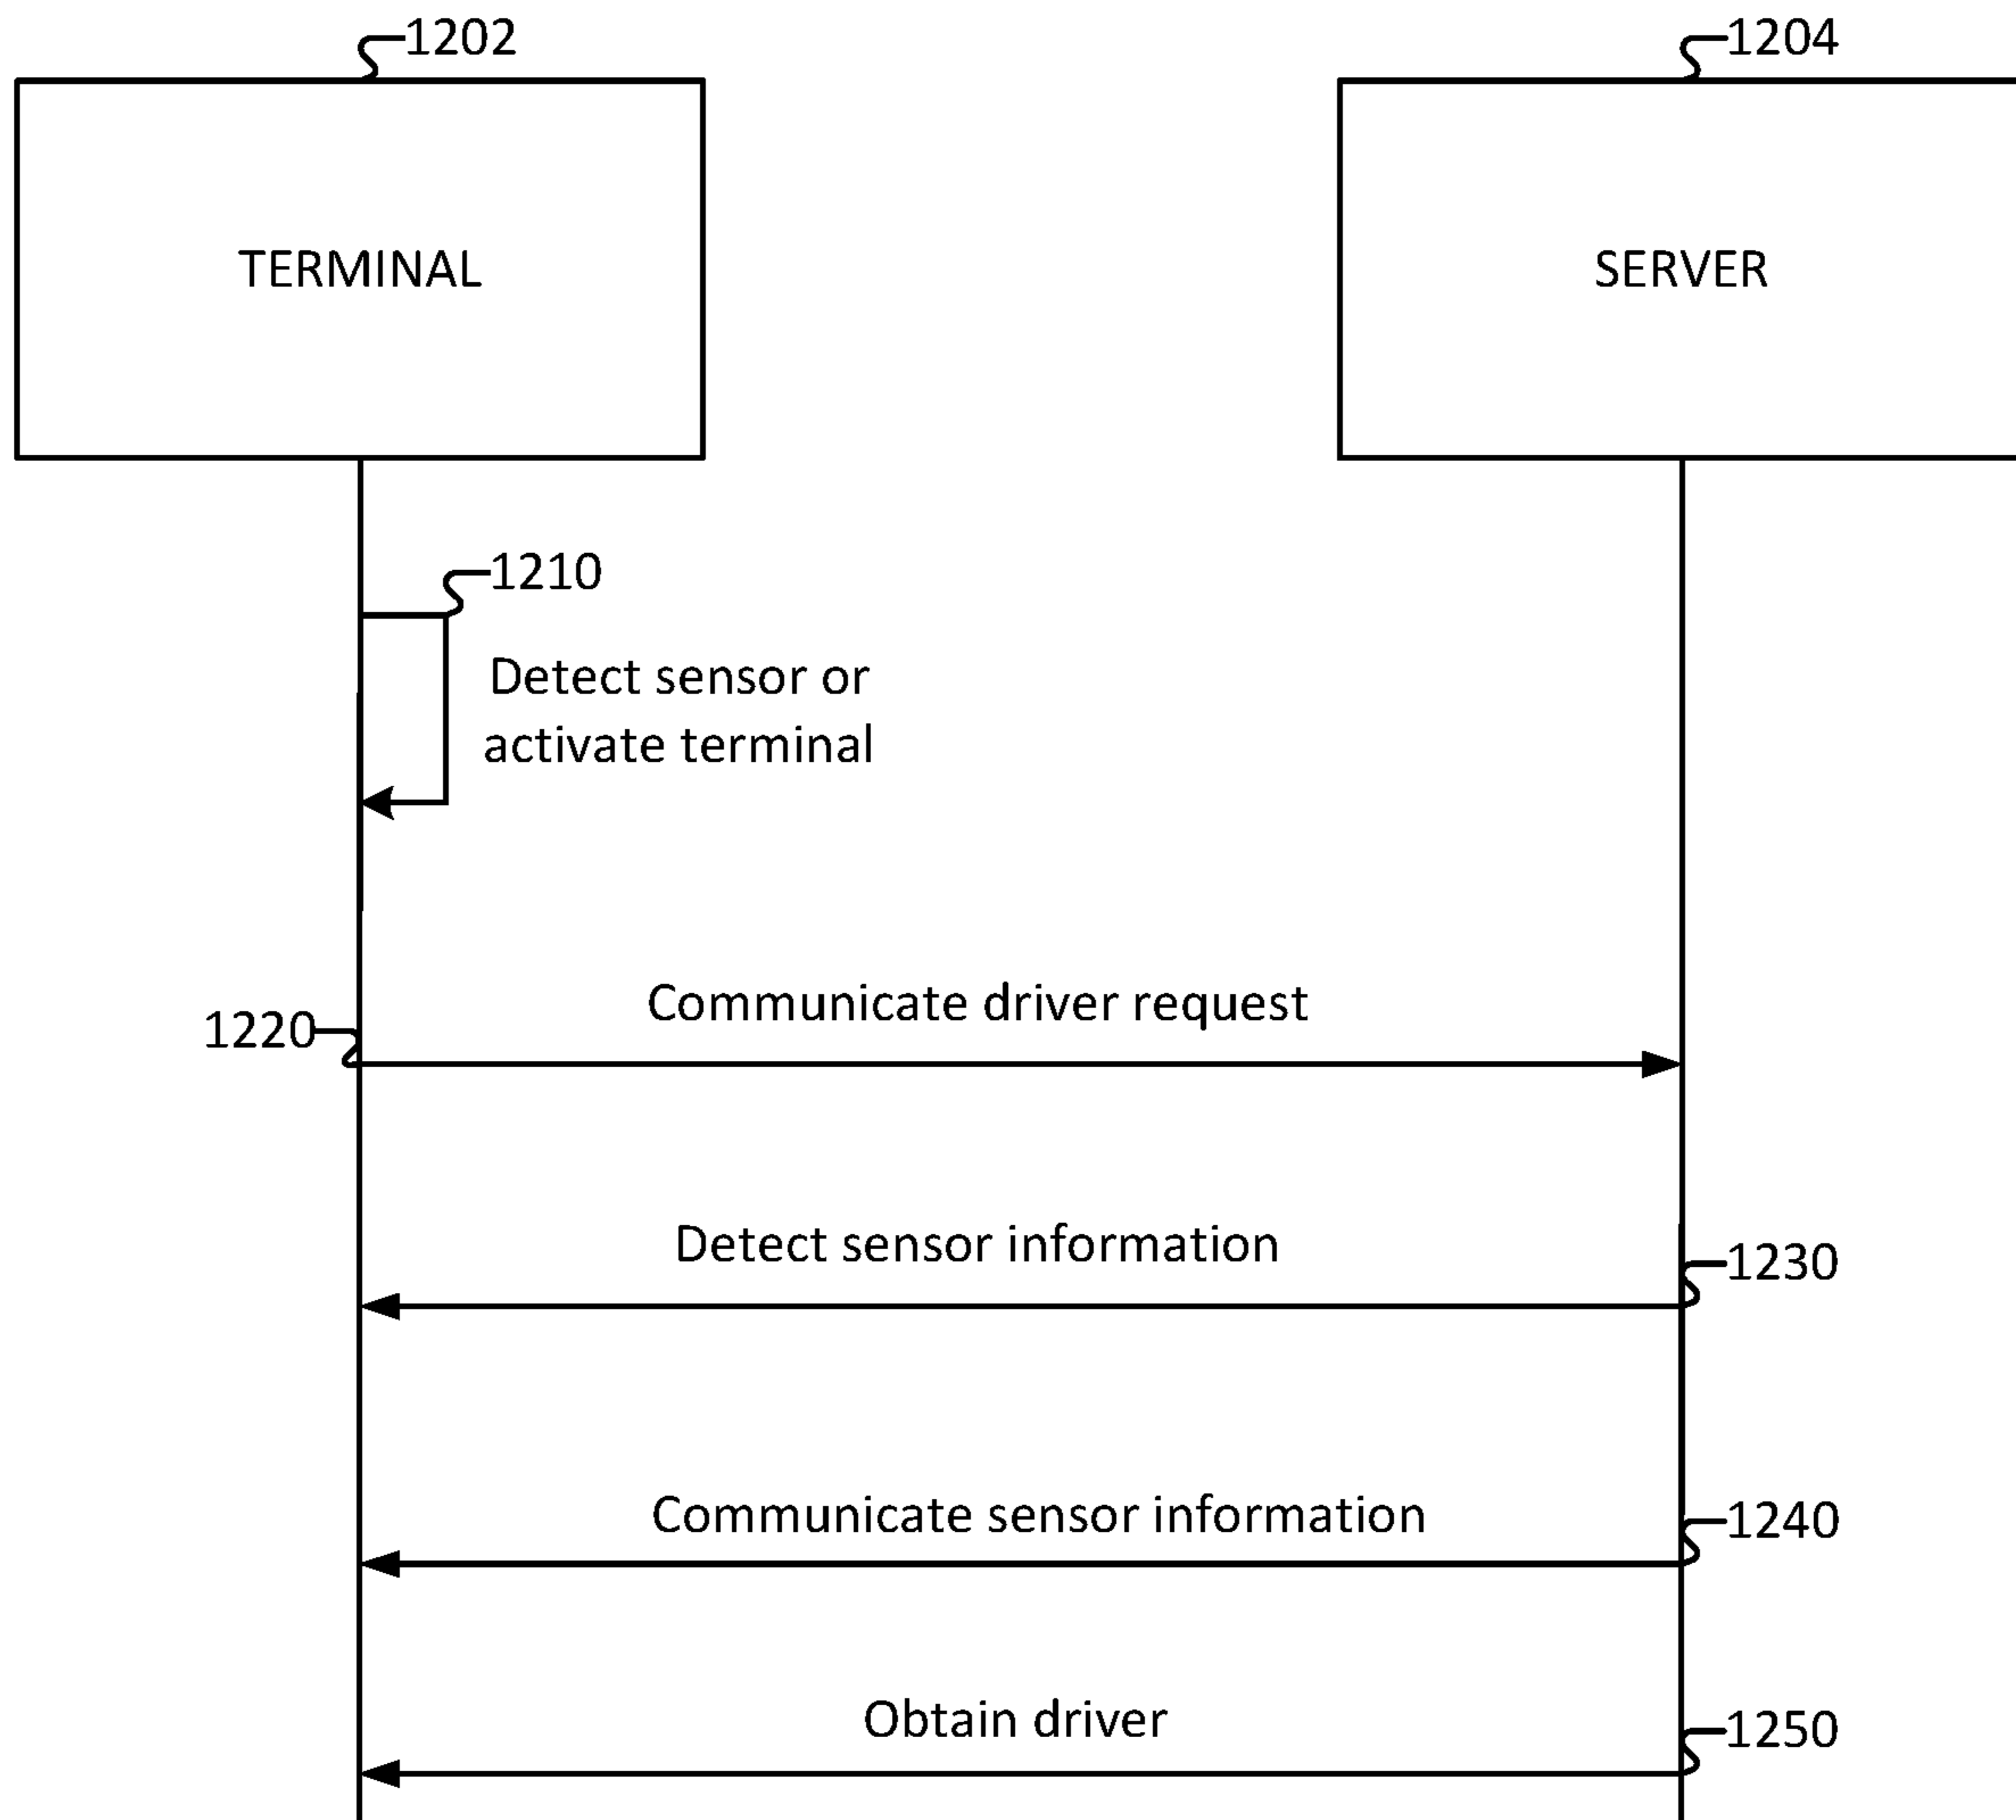 1202
1204
TERMINAL
SERVER
1210
Detect sensor or
activate terminal
Communicate driver request
1220
Detect sensor information
1230
Communicate sensor information
1240
Obtain driver
1250